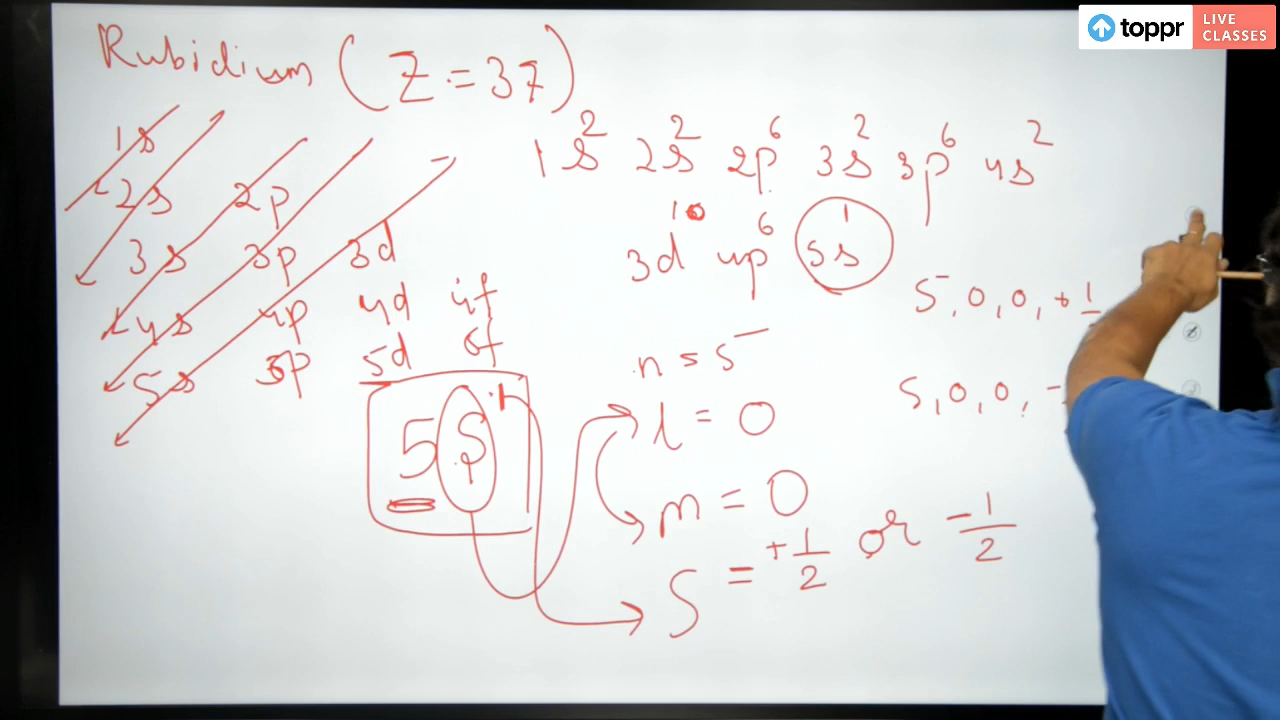 toppr LIVE CLASSES
Rubidium (Z = 37)
1s² 2s² 2p⁶ 3s² 3p⁶ 4s²
3d¹⁰ 4p⁶ 5s¹
1s
2s 2p
3s 3p 3d
4s 4p 4d 4f
5s 5p 5d 5f
5s¹
n = 5
l = 0
m = 0
S = +1/2 or -1/2
5, 0, 0, +1
5, 0, 0, -